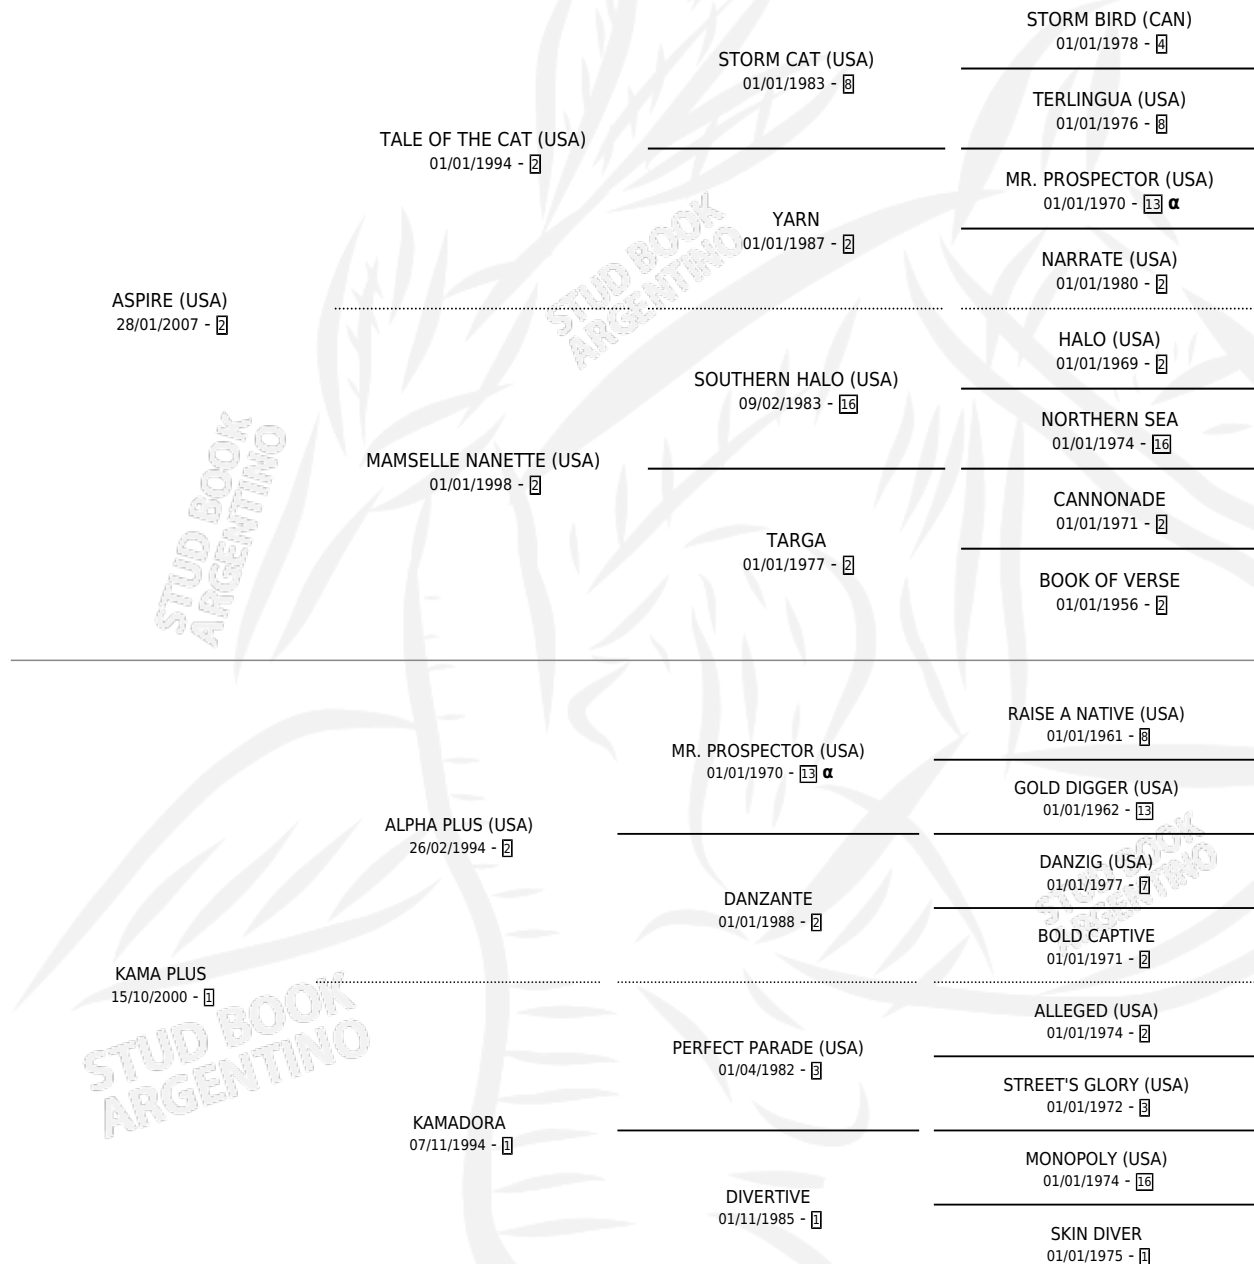 STORM BIRD (CAN)
01/01/1978 - 4
STORM CAT (USA)
01/01/1983 - 8
TERLINGUA (USA)
01/01/1976 - 8
TALE OF THE CAT (USA)
01/01/1994 - 2
MR. PROSPECTOR (USA)
01/01/1970 - 13 α
YARN
01/01/1987 - 2
NARRATE (USA)
01/01/1980 - 2
ASPIRE (USA)
28/01/2007 - 2
HALO (USA)
01/01/1969 - 2
SOUTHERN HALO (USA)
09/02/1983 - 16
NORTHERN SEA
01/01/1974 - 16
MAMSELLE NANETTE (USA)
01/01/1998 - 2
CANNONADE
01/01/1971 - 2
TARGA
01/01/1977 - 2
BOOK OF VERSE
01/01/1956 - 2
RAISE A NATIVE (USA)
01/01/1961 - 8
MR. PROSPECTOR (USA)
01/01/1970 - 13 α
GOLD DIGGER (USA)
01/01/1962 - 13
ALPHA PLUS (USA)
26/02/1994 - 2
DANZIG (USA)
01/01/1977 - 7
DANZANTE
01/01/1988 - 2
BOLD CAPTIVE
01/01/1971 - 2
KAMA PLUS
15/10/2000 - 1
ALLEGED (USA)
01/01/1974 - 2
PERFECT PARADE (USA)
01/04/1982 - 3
STREET'S GLORY (USA)
01/01/1972 - 3
KAMADORA
07/11/1994 - 1
MONOPOLY (USA)
01/01/1974 - 16
DIVERTIVE
01/11/1985 - 1
SKIN DIVER
01/01/1975 - 1
STUD BOOK
ARGENTINO
STUD BOOK
ARGENTINO
STUD BOOK
ARGENTINO
STUD BOOK
ARGENTINO